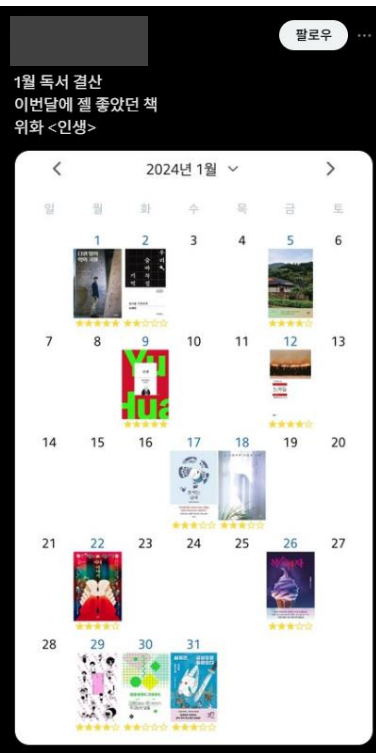 팔로우
1월 독서 결산
이번달에 젤 좋았던 책
위화 <인생>
2024년 1월
일 월 화 수 목 금 토
1 2 3 4 5 6
7 8 9 10 11 12 13
Yu
Hua
14 15 16 17 18 19 20
21 22 23 24 25 26 27
28 29 30 31